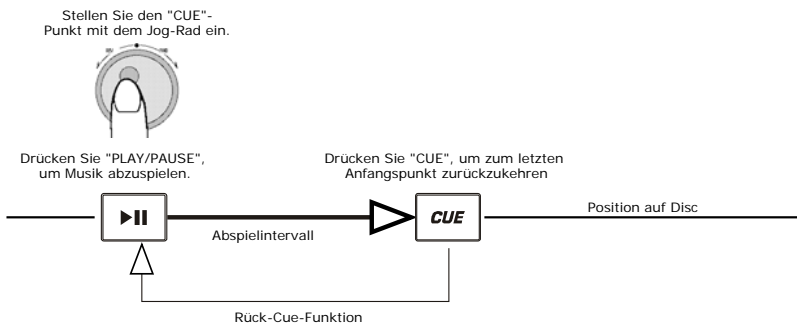 Stellen Sie den "CUE"-
Punkt mit dem Jog-Rad ein.
Drücken Sie "PLAY/PAUSE",
um Musik abzuspielen.
Drücken Sie "CUE", um zum letzten
Anfangspunkt zurückzukehren
CUE
Position auf Disc
Abspielintervall
Rück-Cue-Funktion